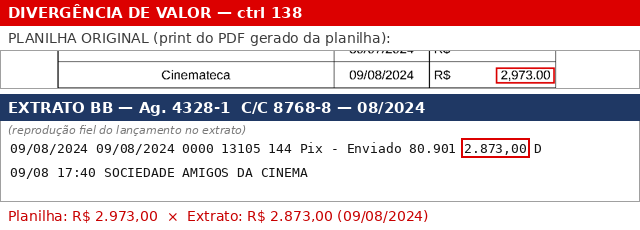 DIVERGÊNCIA DE VALOR — ctrl 138
PLANILHA ORIGINAL (print do PDF gerado da planilha):
Cinemateca 09/08/2024 R$ 2,973.00
EXTRATO BB — Ag. 4328-1 C/C 8768-8 — 08/2024
(reprodução fiel do lançamento no extrato)
09/08/2024 09/08/2024 0000 13105 144 Pix - Enviado 80.901 2.873,00 D
09/08 17:40 SOCIEDADE AMIGOS DA CINEMA
Planilha: R$ 2.973,00 × Extrato: R$ 2.873,00 (09/08/2024)